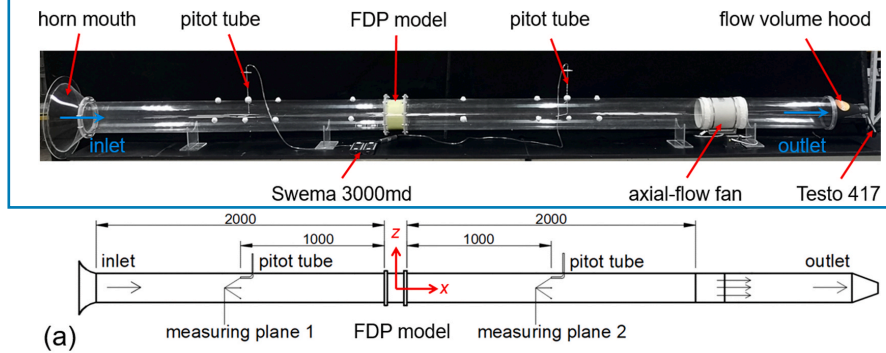 horn mouth
pitot tube
FDP model
pitot tube
flow volume hood
inlet
outlet
Swema 3000md
axial-flow fan
Testo 417
2000
2000
1000
1000
z
inlet
pitot tube
pitot tube
outlet
x
measuring plane 1
FDP model
measuring plane 2
(a)